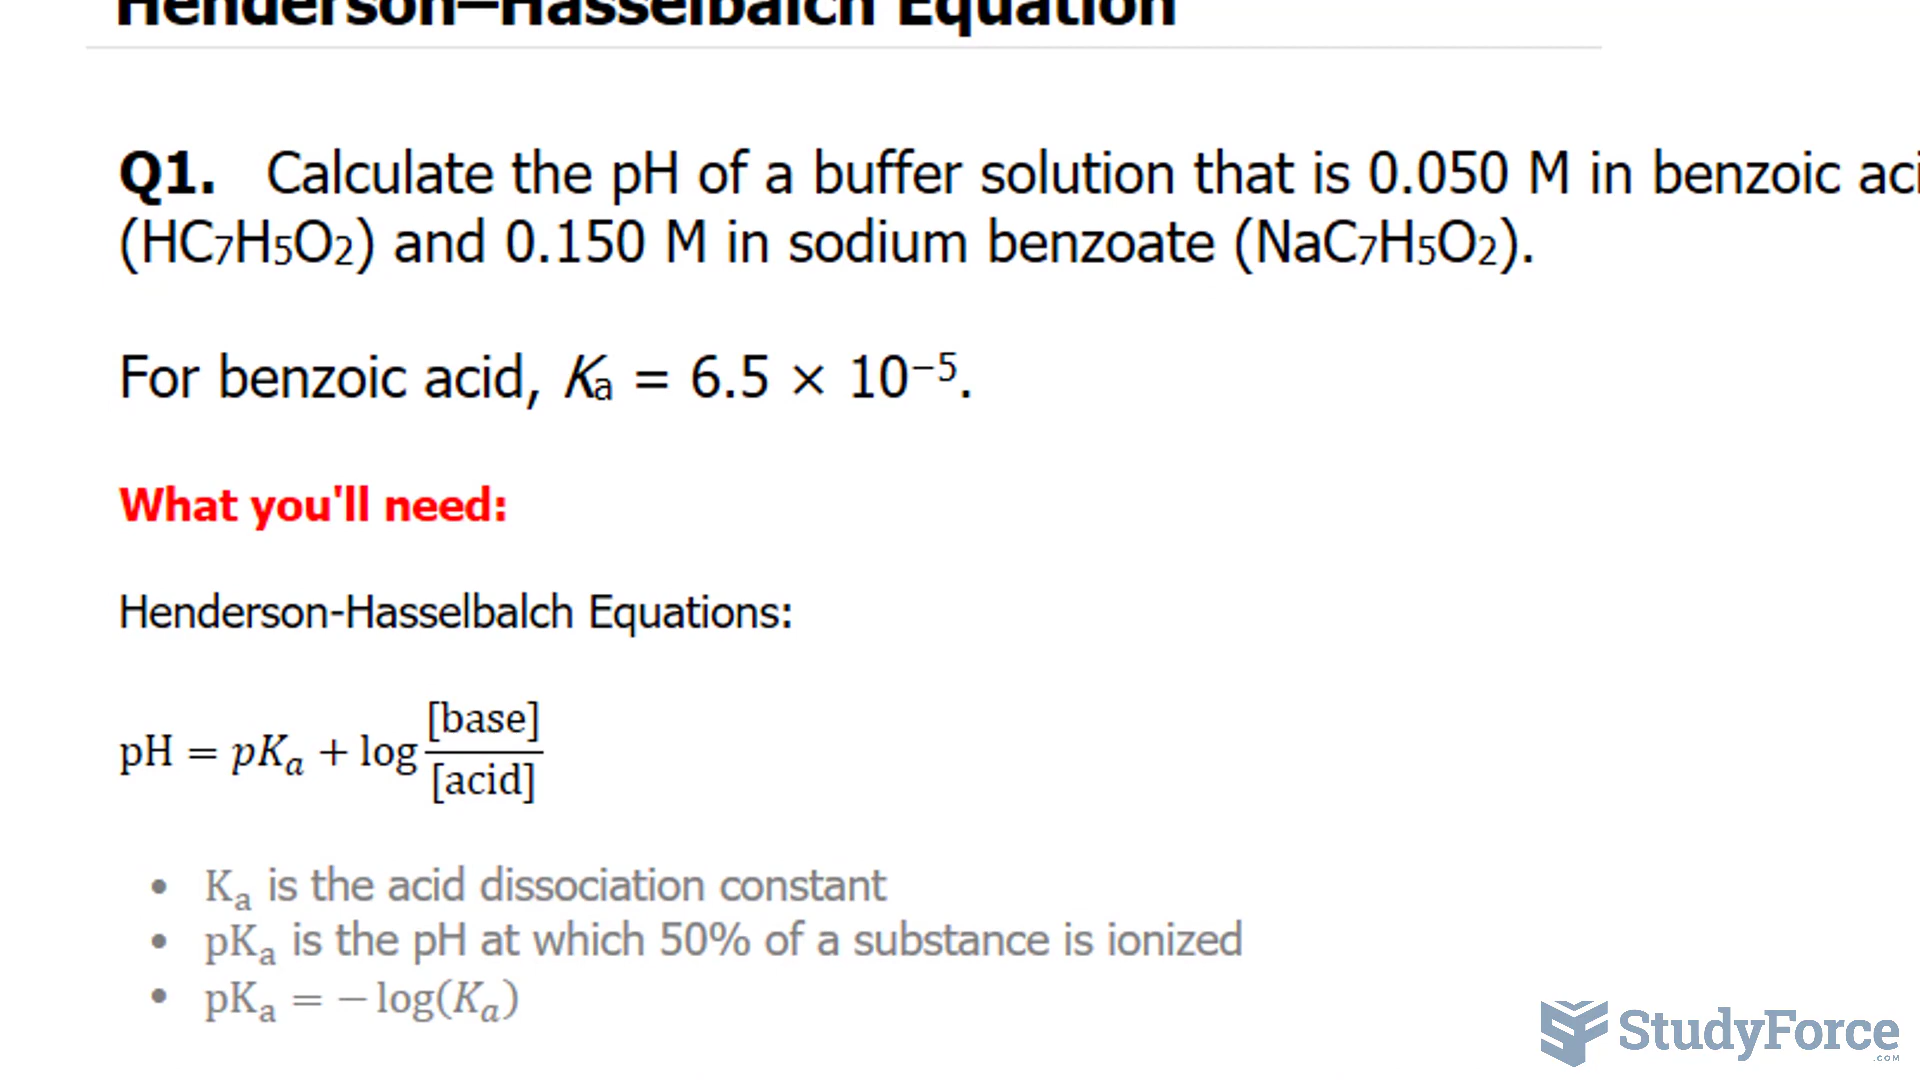 Henderson–Hasselbalch Equation
Q1. Calculate the pH of a buffer solution that is 0.050 M in benzoic aci
(HC₇H₅O₂) and 0.150 M in sodium benzoate (NaC₇H₅O₂).
For benzoic acid, Kₐ = 6.5 × 10⁻⁵.
What you'll need:
Henderson-Hasselbalch Equations:
pH = pKₐ + log [base]/[acid]
• Kₐ is the acid dissociation constant
• pKₐ is the pH at which 50% of a substance is ionized
• pKₐ = − log(Kₐ)
StudyForce
.COM